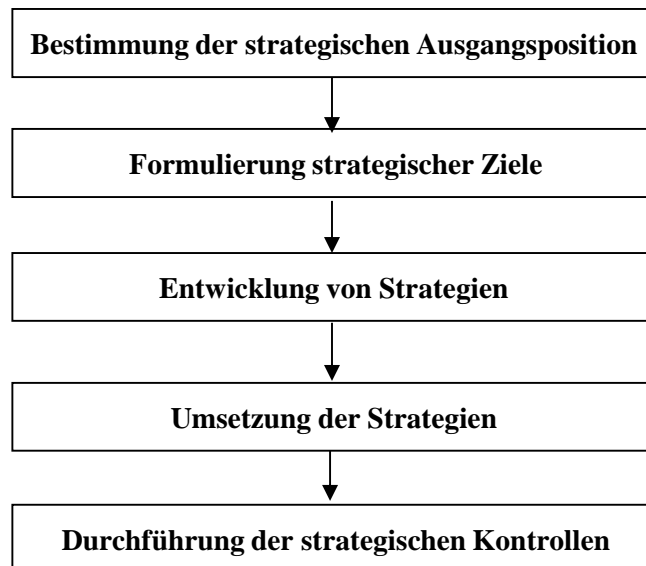 Bestimmung der strategischen Ausgangsposition
Formulierung strategischer Ziele
Entwicklung von Strategien
Umsetzung der Strategien
Durchführung der strategischen Kontrollen